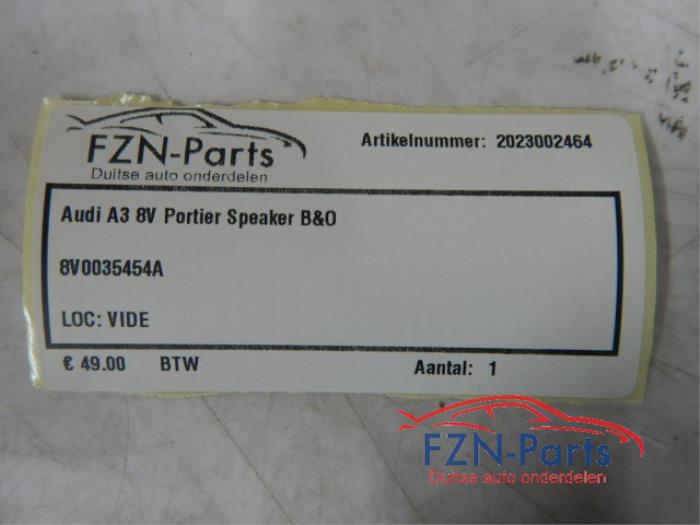 FZN-Parts
Duitse auto onderdelen
Artikelnummer: 2023002464
Audi A3 8V Portier Speaker B&O
8V0035454A
LOC: VIDE
€ 49.00 BTW
Aantal: 1
FZN-Parts
Duitse auto onderdelen